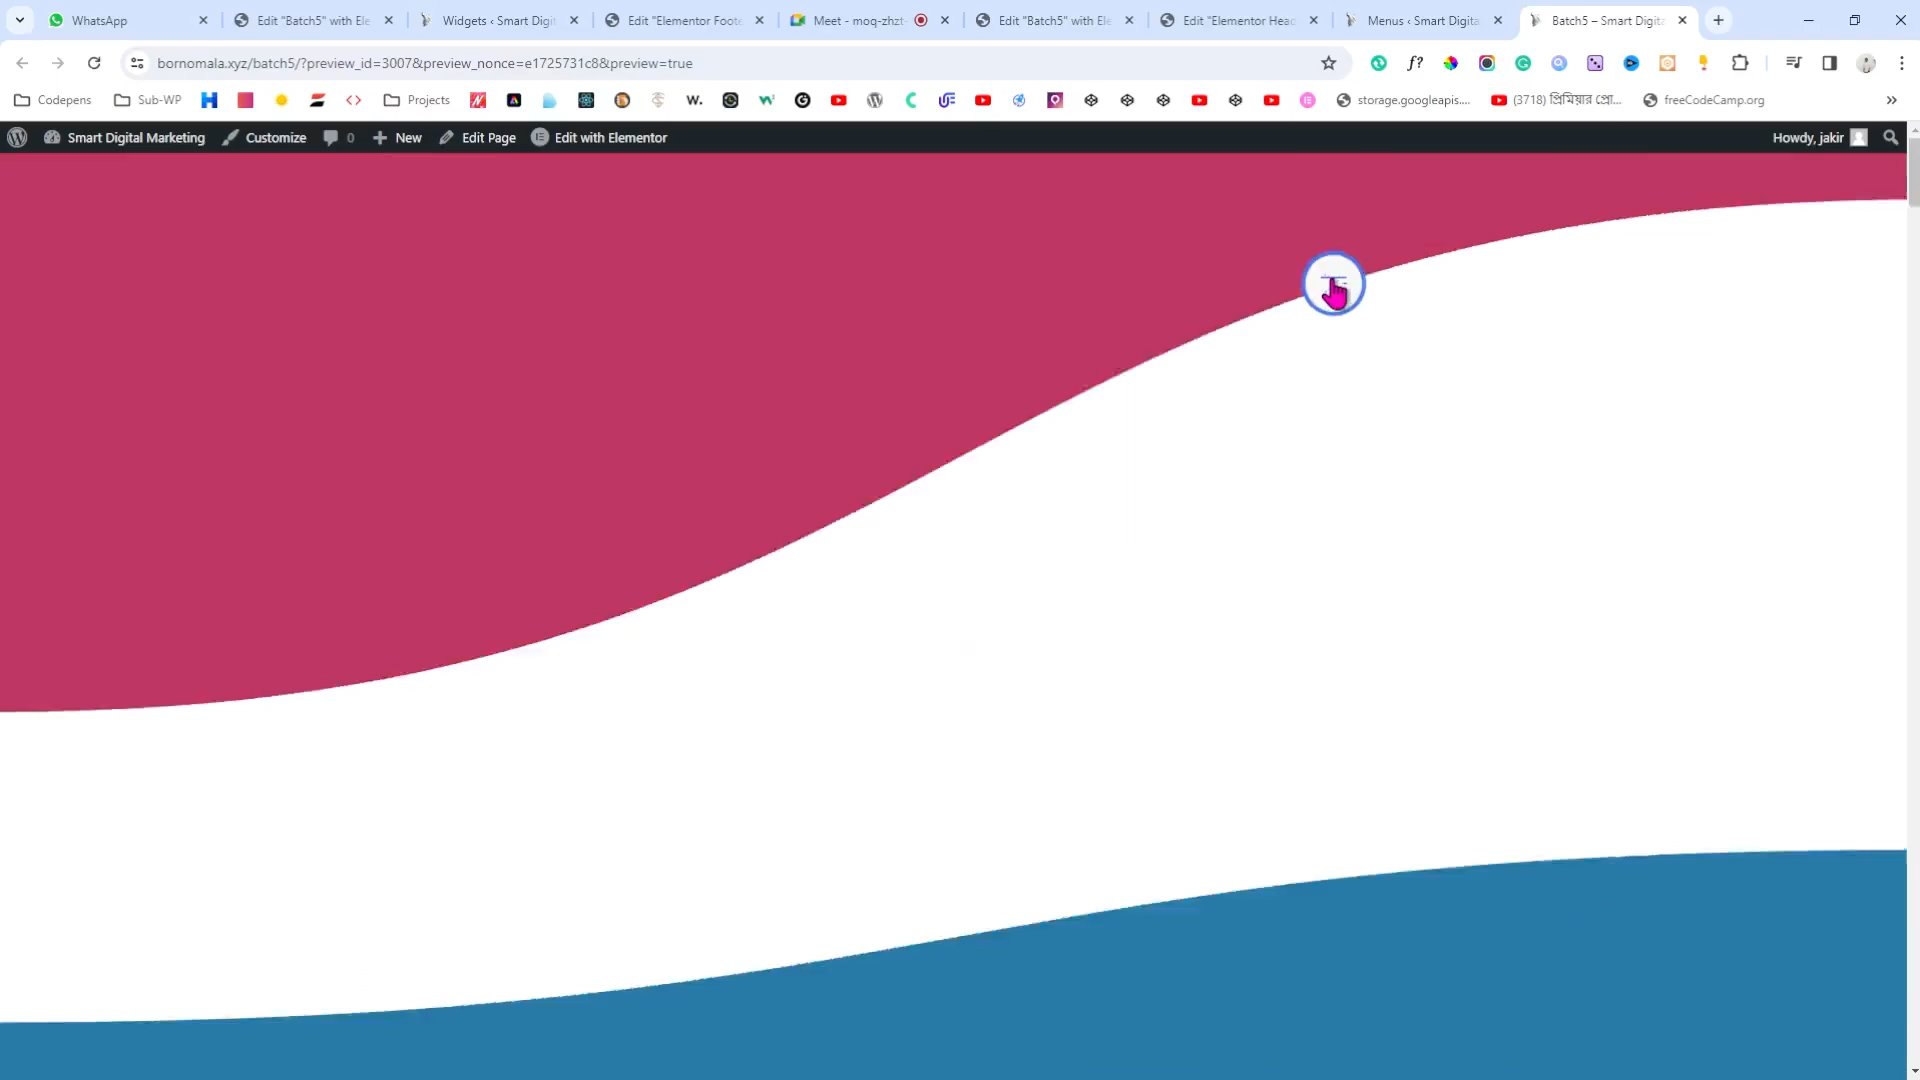 WhatsApp
Edit "Batch5" with Ele
Widgets ‹ Smart Digit
Edit "Elementor Foote
Meet - moq-zhzt-
Edit "Batch5" with Ele
Edit "Elementor Head
Menus ‹ Smart Digita
Batch5 – Smart Digita
bornomala.xyz/batch5/?preview_id=3007&preview_nonce=e1725731c8&preview=true
Codepens
Sub-WP
Projects
storage.googleapis....
(3718) প্রিমিয়ার প্রো...
freeCodeCamp.org
Smart Digital Marketing
Customize
0
New
Edit Page
Edit with Elementor
Howdy, jakir